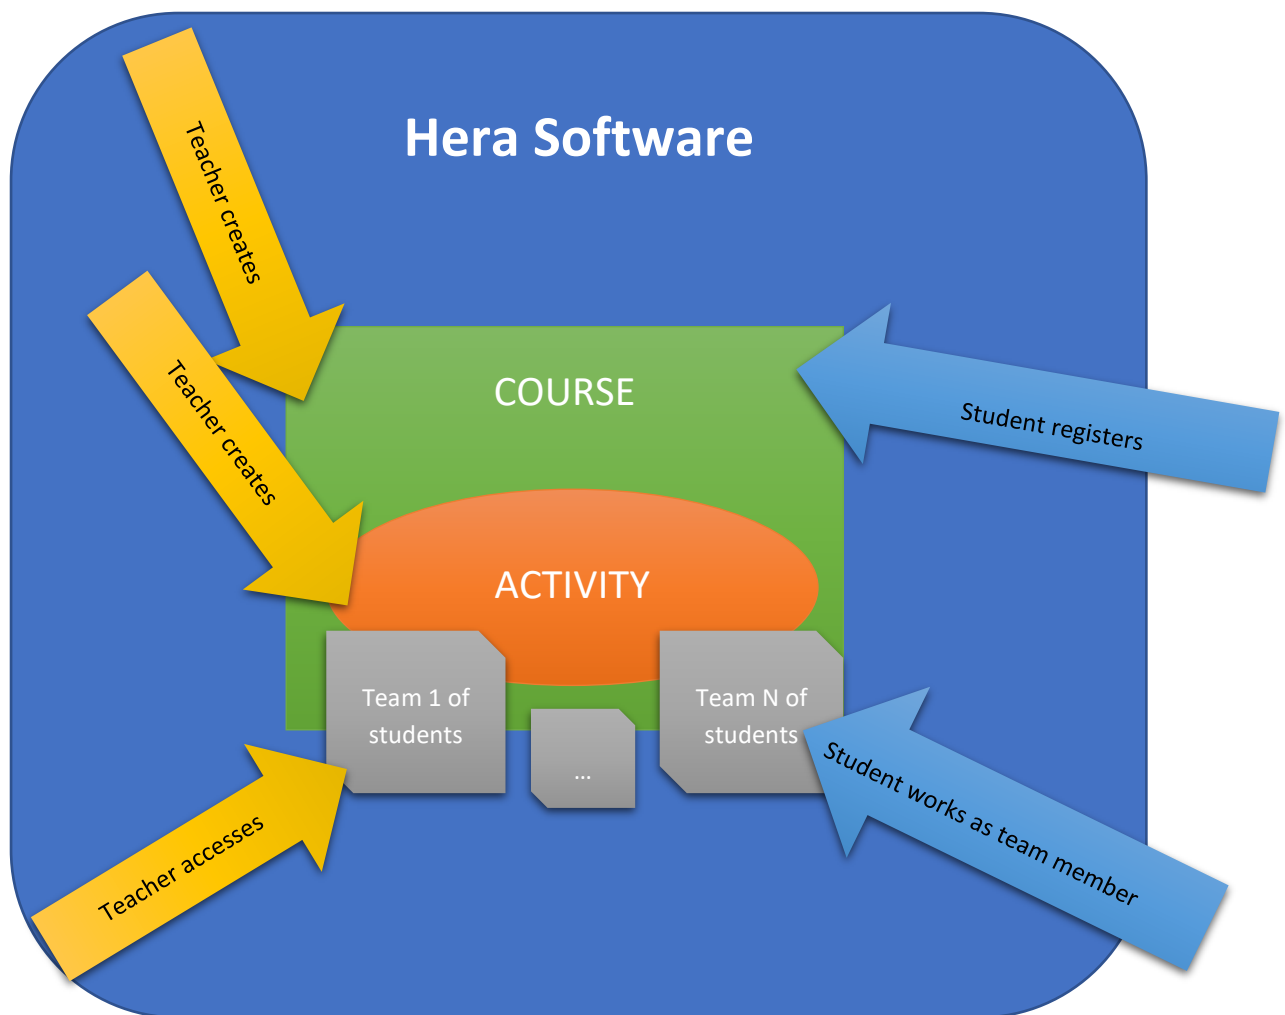 Hera Software
Teacher creates
Teacher creates
COURSE
Student registers
ACTIVITY
Team 1 of
students
...
Team N of
students
Student works as team member
Teacher accesses